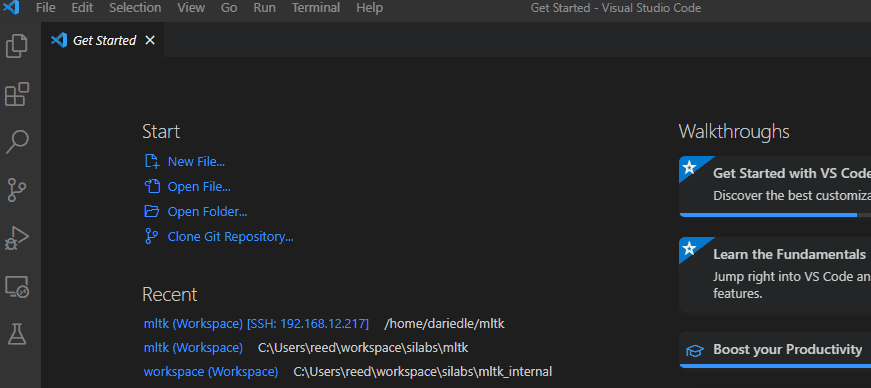 File Edit Selection View Go Run Terminal Help Get Started - Visual Studio Code
Get Started
Start
New File...
Open File...
Open Folder...
Clone Git Repository...
Recent
mltk (Workspace) [SSH: 192.168.12.217] /home/dariedle/mltk
mltk (Workspace) C:\Users\reed\workspace\silabs\mltk
workspace (Workspace) C:\Users\reed\workspace\silabs\mltk_internal
Walkthroughs
Get Started with VS Code
Discover the best customiza
Learn the Fundamentals
Jump right into VS Code an
features.
Boost your Productivity